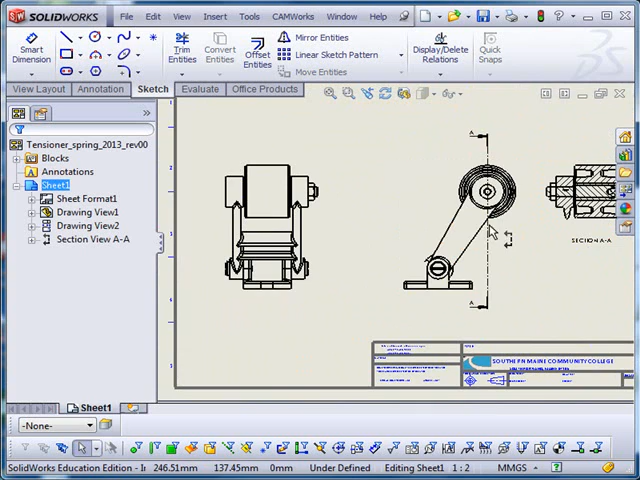 SOLIDWORKS File Edit View Insert Tools CAMWorks Window Help
Smart Dimension
Trim Entities
Convert Entities
Offset Entities
Mirror Entities
Linear Sketch Pattern
Move Entities
Display/Delete Relations
Quick Snaps
View Layout Annotation Sketch Evaluate Office Products
Tensioner_spring_2013_rev00
Blocks
Annotations
Sheet1
Sheet Format1
Drawing View1
Drawing View2
Section View A-A
A
A
SECTION A-A
SOUTHERN MAINE COMMUNITY COLLEGE
Sheet1
-None-
SolidWorks Education Edition - Ir 246.51mm 137.45mm 0mm Under Defined Editing Sheet1 1 : 2 MMGS